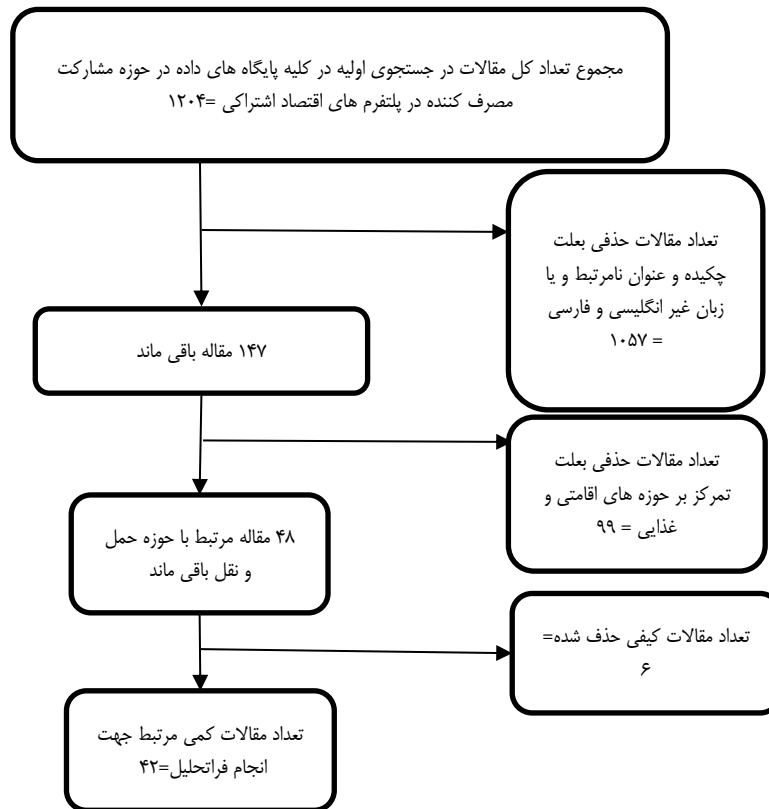 مجموع تعداد کل مقالات در جستجوی اولیه در کلیه پایگاه های داده در حوزه مشارکت
مصرف کننده در پلتفرم های اقتصاد اشتراکی =۱۲۰۴
تعداد مقالات حذفی بعلت
چکیده و عنوان نامرتبط و یا
زبان غیر انگلیسی و فارسی
= ۱۰۵۷
۱۴۷ مقاله باقی ماند
تعداد مقالات حذفی بعلت
تمرکز بر حوزه های اقامتی و
غذایی = ۹۹
۴۸ مقاله مرتبط با حوزه حمل
و نقل باقی ماند
تعداد مقالات کیفی حذف شده=
۶
تعداد مقالات کمی مرتبط جهت
انجام فراتحلیل=۴۲